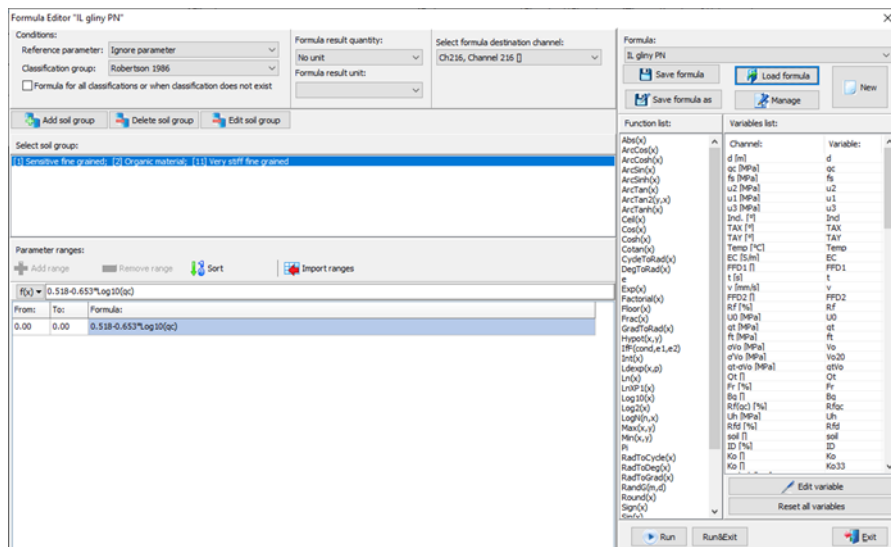 Formula Editor "IL gliny PN"
Conditions:
Reference parameter: Ignore parameter
Classification group: Robertson 1986
Formula for all classifications or when classification does not exist
Formula result quantity:
No unit
Formula result unit:
Select formula destination channel:
Ch216, Channel 216 []
Add soil group Delete soil group Edit soil group
Select soil group:
[1] Sensitive fine grained; [2] Organic material; [11] Very stiff fine grained
Parameter ranges:
Add range Remove range Sort Import ranges
f(x) 0.518-0.653*Log10(qc)
From: To: Formula:
0.00 0.00 0.518-0.653*Log10(qc)
Formula:
IL gliny PN
Save formula Load formula New
Save formula as Manage
Function list:
Abs(x)
ArcCos(x)
ArcCosh(x)
ArcSin(x)
ArcSinh(x)
ArcTan(x)
ArcTan2(y,x)
ArcTanh(x)
Ceil(x)
Cos(x)
Cosh(x)
Cotan(x)
CycleToRad(x)
DegToRad(x)
e
Exp(x)
Factorial(x)
Floor(x)
Frac(x)
GradToRad(x)
Hypot(x,y)
IfF(cond,e1,e2)
Int(x)
Ldexp(x,p)
Ln(x)
LnXP1(x)
Log10(x)
Log2(x)
LogN(n,x)
Max(x,y)
Min(x,y)
Pi
RadToCycle(x)
RadToDeg(x)
RadToGrad(x)
RandG(m,d)
Round(x)
Sign(x)
Variables list:
Channel: Variable:
d [m] d
qc [MPa] qc
fs [MPa] fs
u2 [MPa] u2
u1 [MPa] u1
u3 [MPa] u3
Incl. [°] Incl
TAX [°] TAX
TAY [°] TAY
Temp [°C] Temp
EC [S/m] EC
FFD1 [] FFD1
t [s] t
v [mm/s] v
FFD2 [] FFD2
Rf [%] Rf
U0 [MPa] U0
qt [MPa] qt
ft [MPa] ft
σVo [MPa] Vo
σ'Vo [MPa] Vo20
qt-σVo [MPa] qtVo
Qt [] Qt
Fr [%] Fr
Bq [] Bq
Rf(qc) [%] Rfqc
Uh [MPa] Uh
Rfd [%] Rfd
soil [] soil
ID [%] ID
Ko [] Ko
Ko [] Ko33
Edit variable
Reset all variables
Run Run&Exit Exit